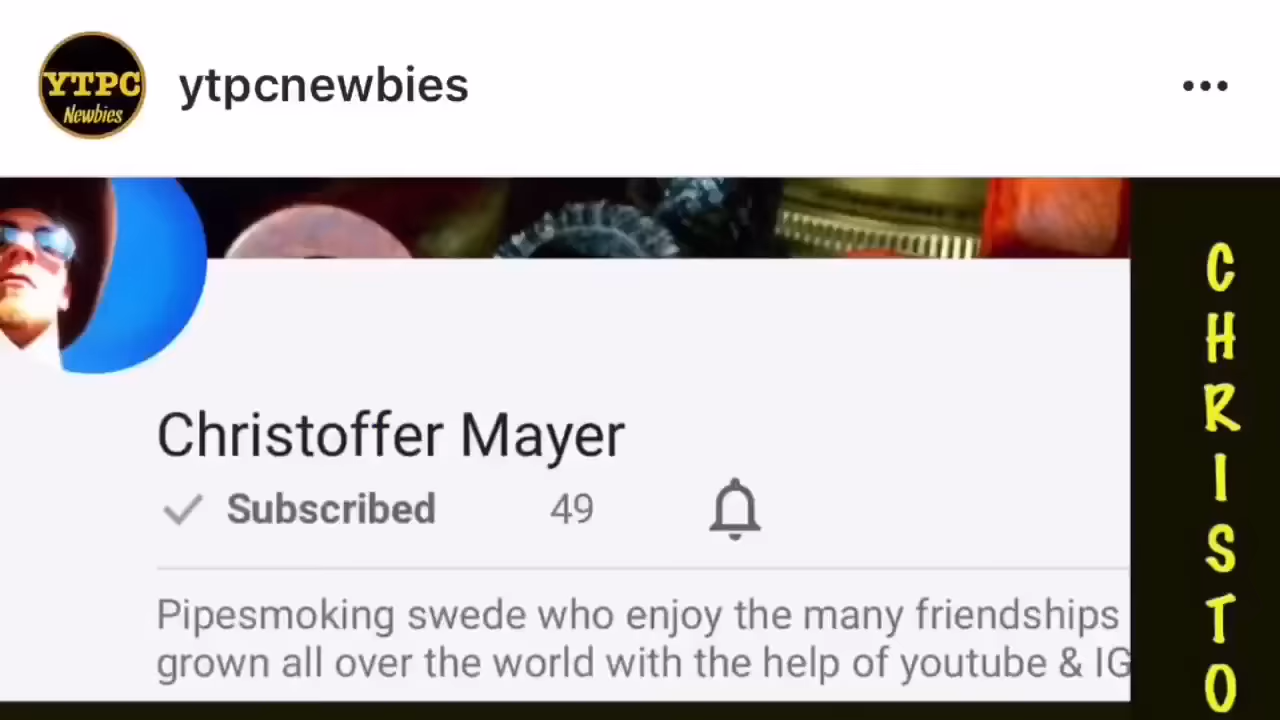 YTPC
Newbies
ytpcnewbies
Christoffer Mayer
Subscribed 49
Pipesmoking swede who enjoy the many friendships
grown all over the world with the help of youtube & IG
C
H
R
I
S
T
O